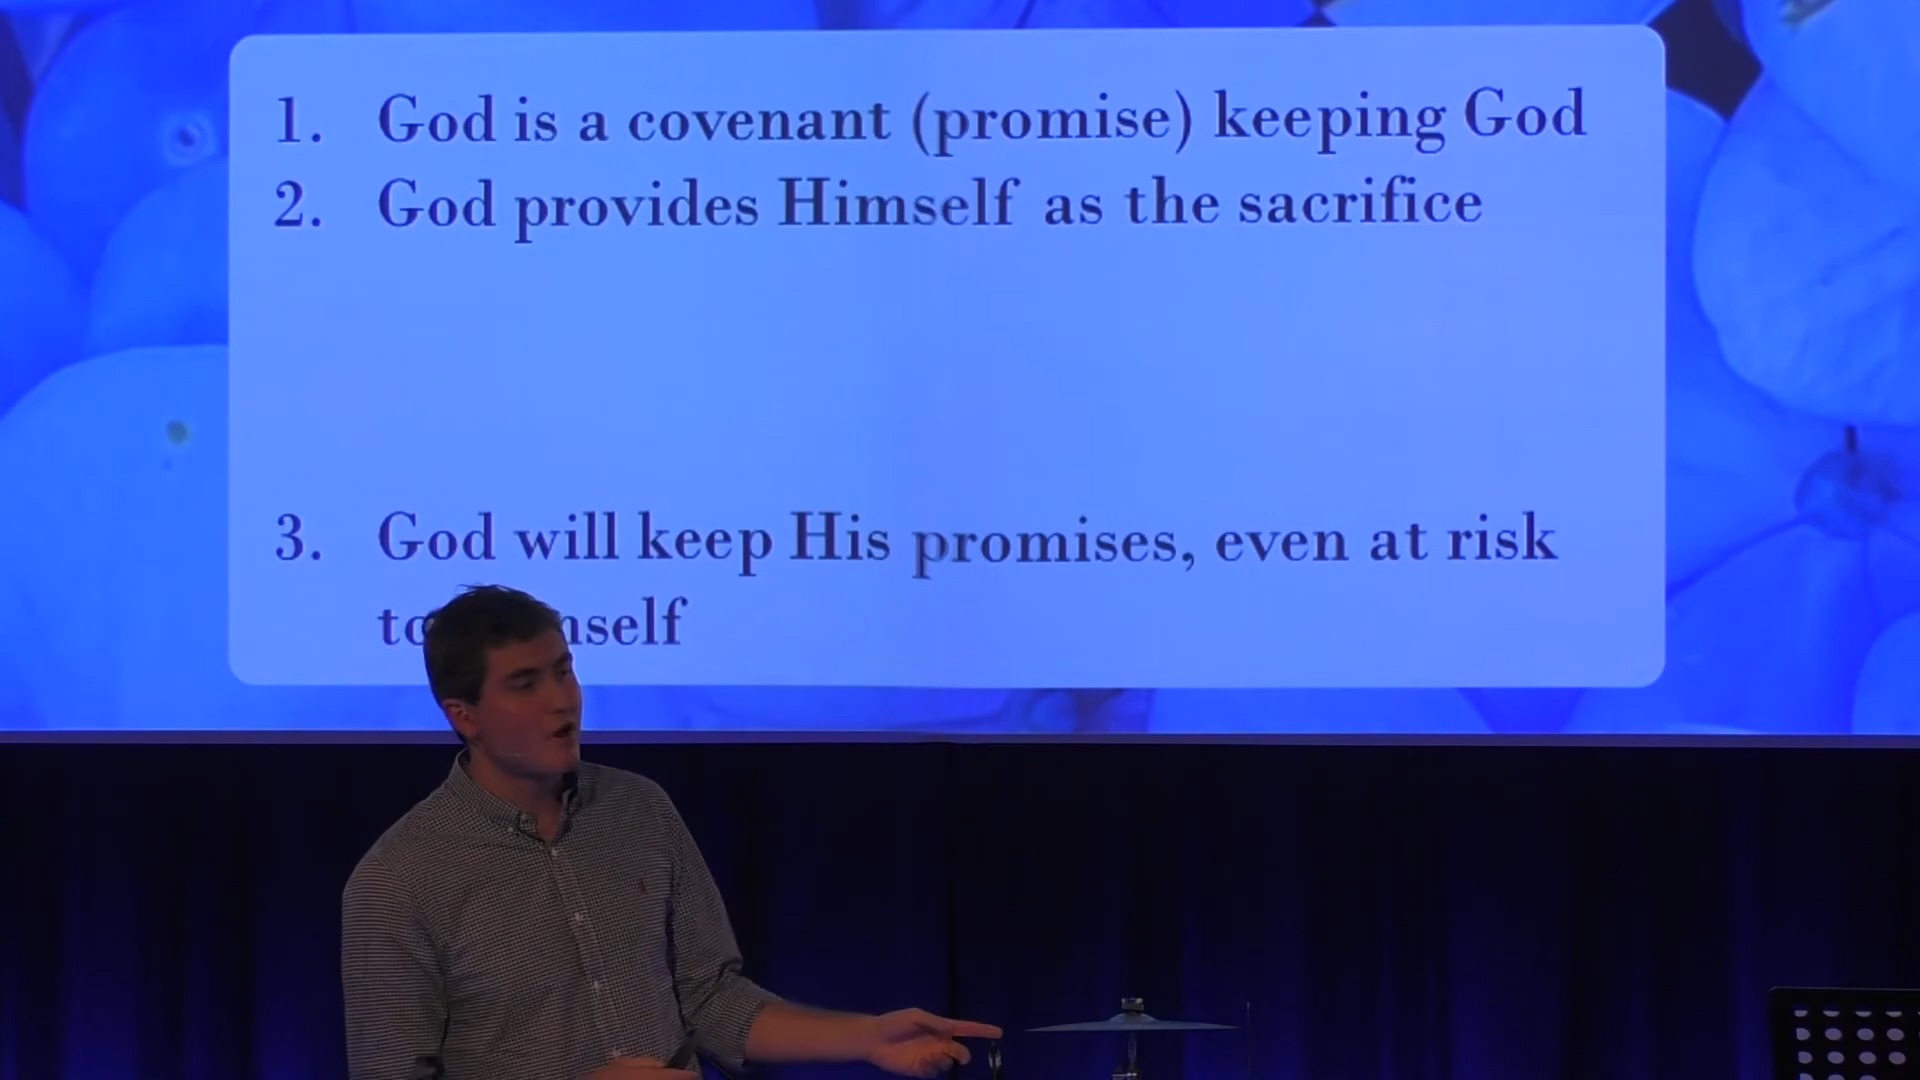 1. God is a covenant (promise) keeping God
2. God provides Himself as the sacrifice
3. God will keep His promises, even at risk